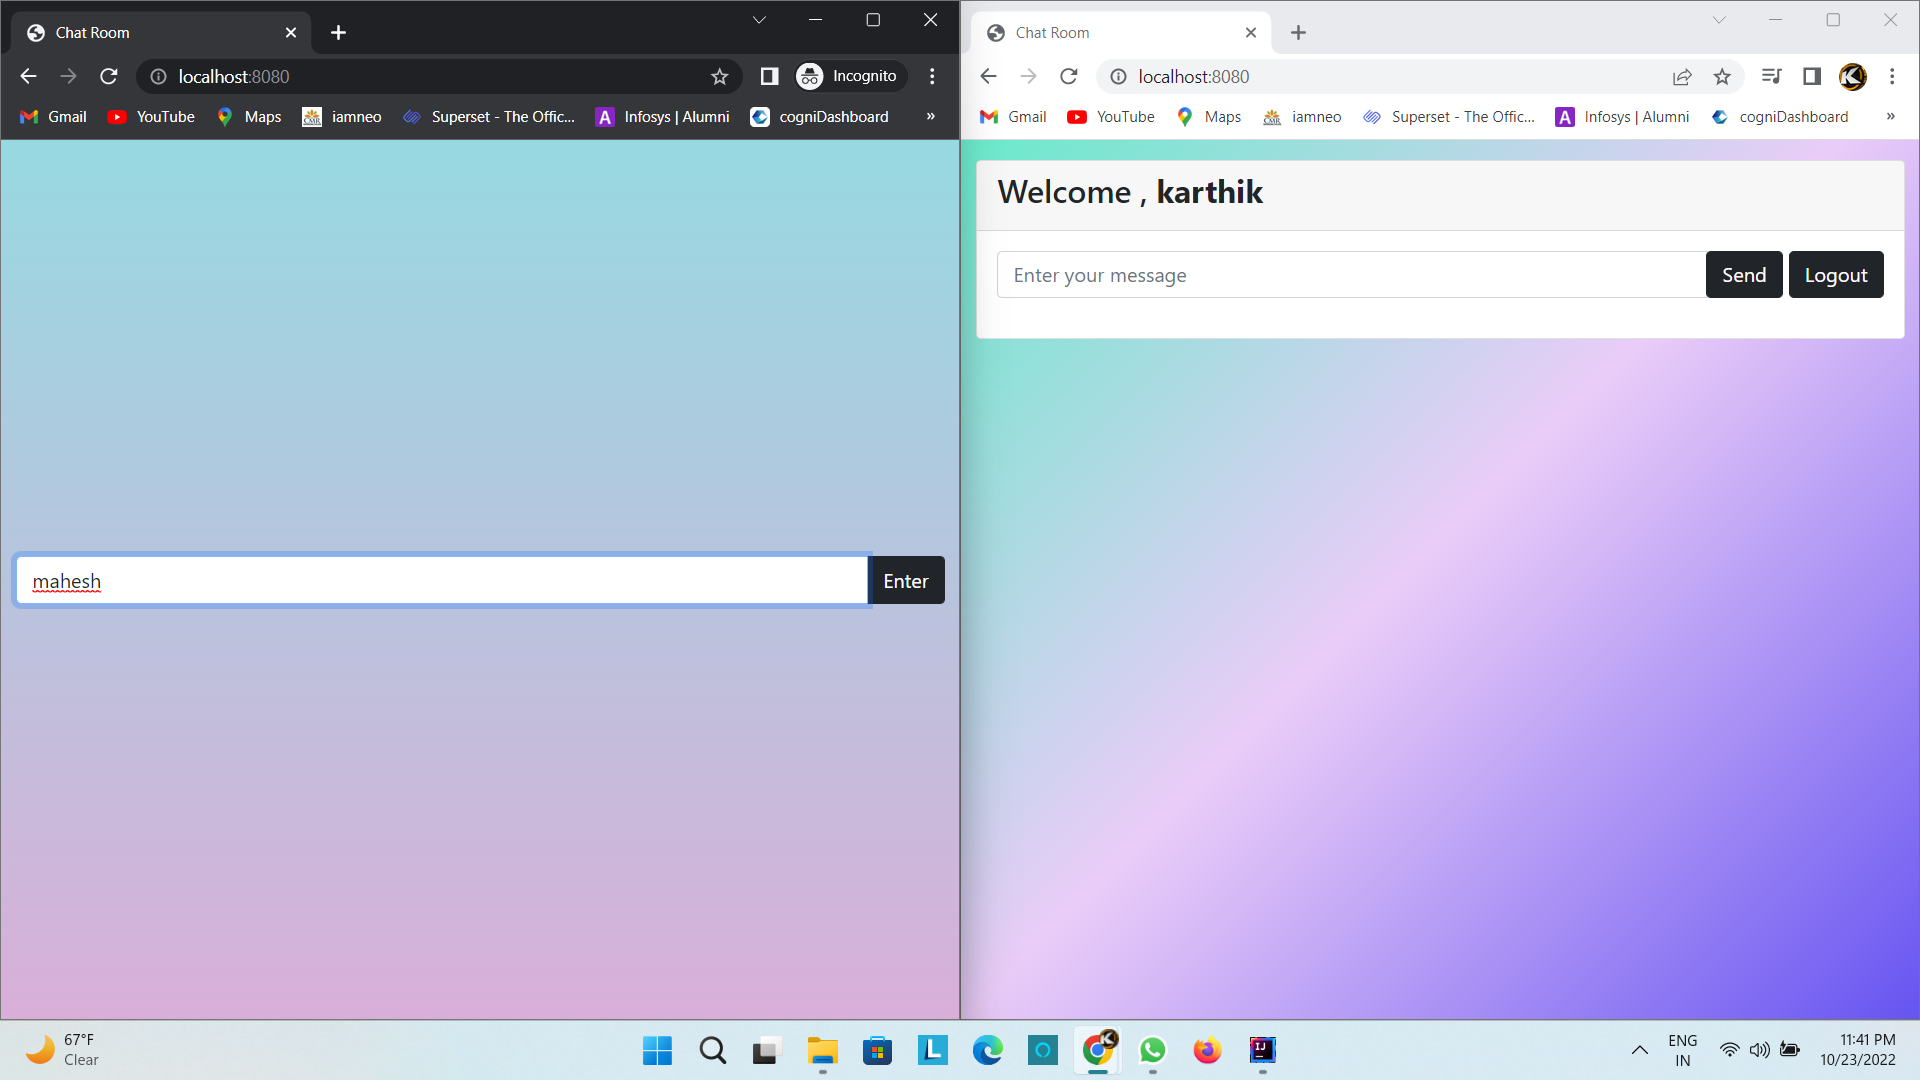 Chat Room
localhost:8080
Incognito
Gmail YouTube Maps iamneo Superset - The Offic... Infosys | Alumni cogniDashboard »
mahesh
Enter
Chat Room
localhost:8080
Gmail YouTube Maps iamneo Superset - The Offic... Infosys | Alumni cogniDashboard »
Welcome , karthik
Enter your message
Send Logout
67°F
Clear
ENG
IN
11:41 PM
10/23/2022